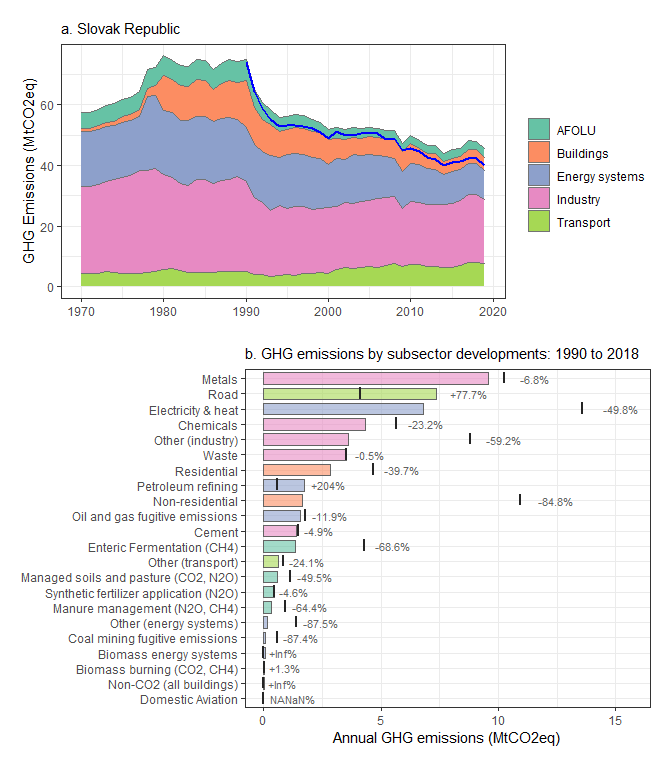 a. Slovak Republic
GHG Emissions (MtCO2eq)
60
40
20
0
1970
1980
1990
2000
2010
2020
AFOLU
Buildings
Energy systems
Industry
Transport
b. GHG emissions by subsector developments: 1990 to 2018
Metals
-6.8%
Road
+77.7%
Electricity & heat
-49.8%
Chemicals
-23.2%
Other (industry)
-59.2%
Waste
-0.5%
Residential
-39.7%
Petroleum refining
+204%
Non-residential
-84.8%
Oil and gas fugitive emissions
-11.9%
Cement
-4.9%
Enteric Fermentation (CH4)
-68.6%
Other (transport)
-24.1%
Managed soils and pasture (CO2, N2O)
-49.5%
Synthetic fertilizer application (N2O)
-4.6%
Manure management (N2O, CH4)
-64.4%
Other (energy systems)
-87.5%
Coal mining fugitive emissions
-87.4%
Biomass energy systems
+Inf%
Biomass burning (CO2, CH4)
+1.3%
Non-CO2 (all buildings)
+Inf%
Domestic Aviation
NANaN%
0
5
10
15
Annual GHG emissions (MtCO2eq)